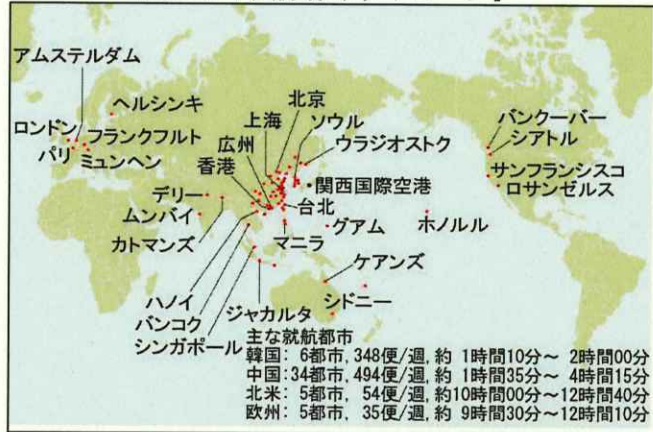 アムステルダム
ヘルシンキ
ロンドン
フランクフルト
パリ
ミュンヘン
北京
上海
ソウル
広州
ウラジオストク
香港
関西国際空港
デリー
台北
ムンバイ
カトマンズ
マニラ
グアム
ホノルル
バンクーバー
シアトル
サンフランシスコ
ロサンゼルス
ケアンズ
ハノイ
ジャカルタ
シドニー
バンコク
シンガポール
主な就航都市
韓国： 6都市，348便/週，約 1時間10分～ 2時間00分
中国：34都市，494便/週，約 1時間35分～ 4時間15分
北米： 5都市， 54便/週，約10時間00分～12時間40分
欧州： 5都市， 35便/週，約 9時間30分～12時間10分